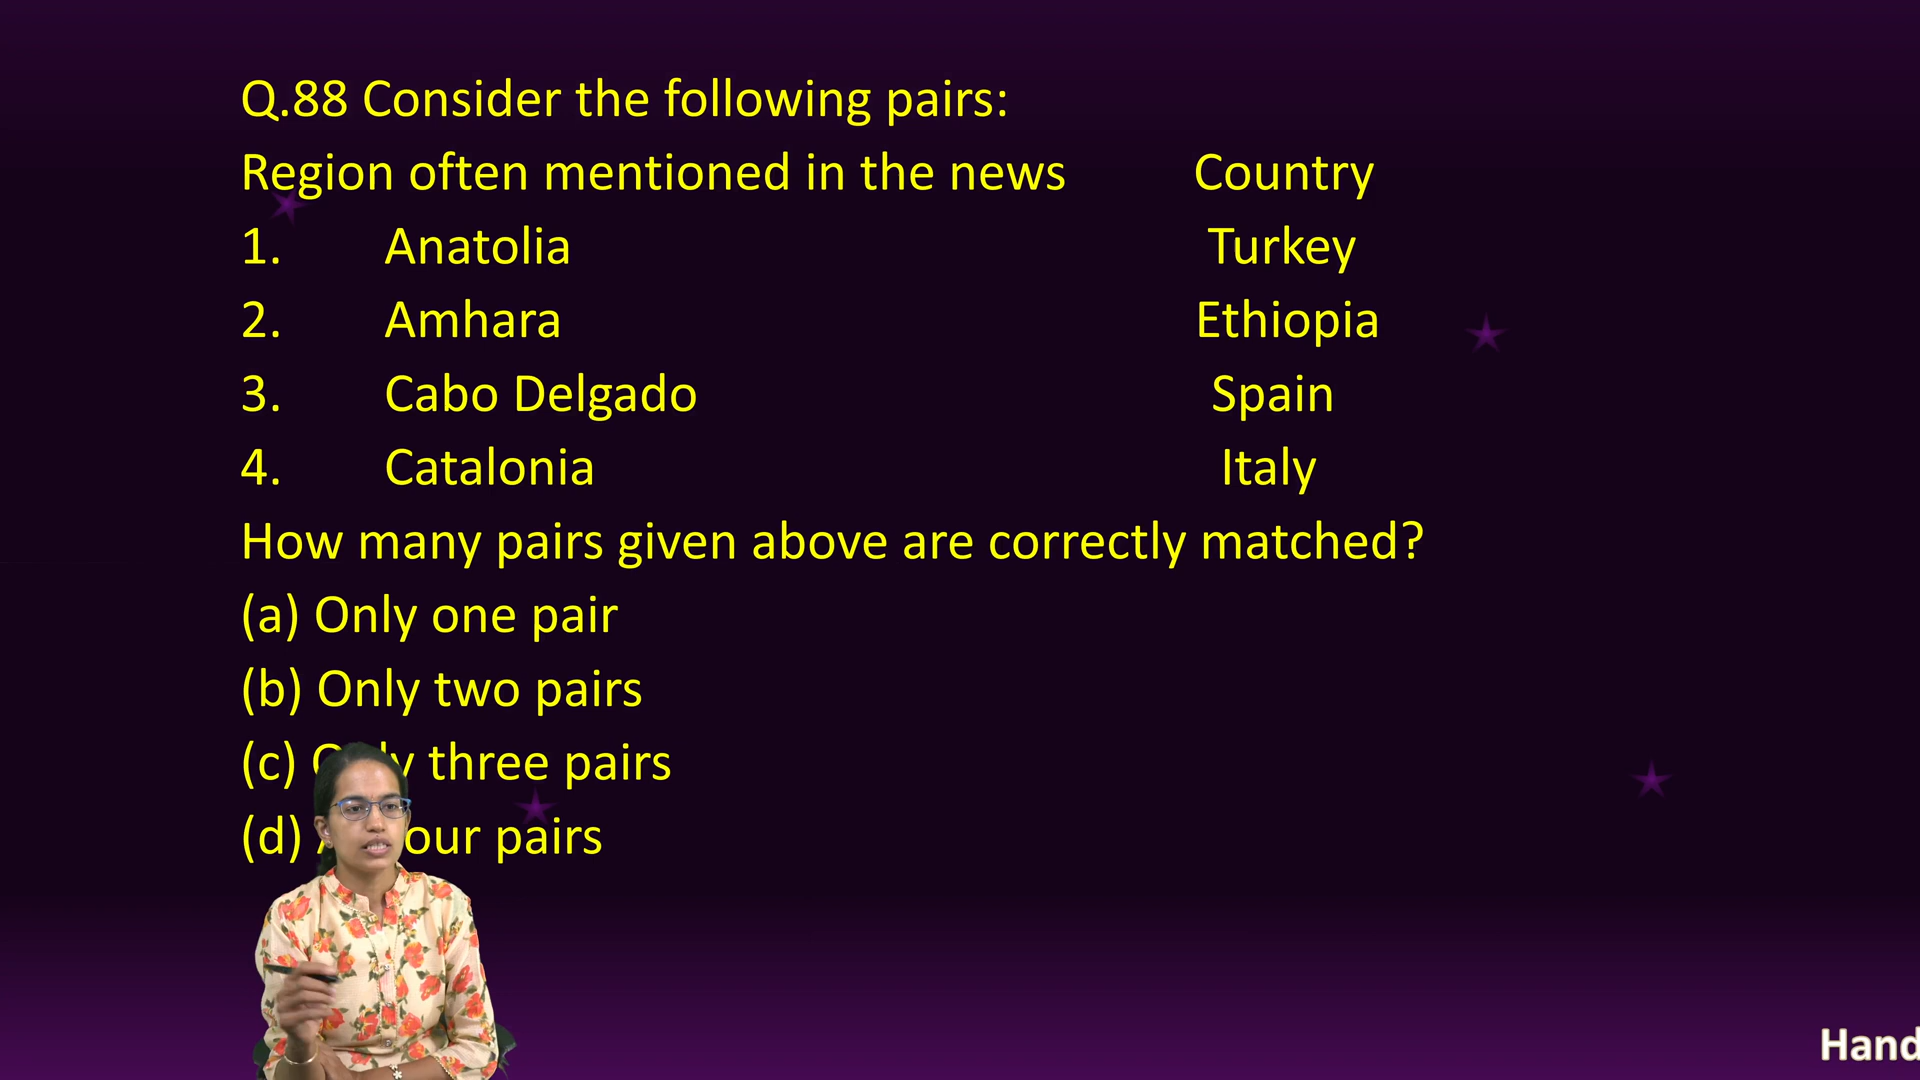 Q.88 Consider the following pairs:
Region often mentioned in the news Country
1. Anatolia Turkey
2. Amhara Ethiopia
3. Cabo Delgado Spain
4. Catalonia Italy
How many pairs given above are correctly matched?
(a) Only one pair
(b) Only two pairs
(c) three pairs
(d) pairs
Hand